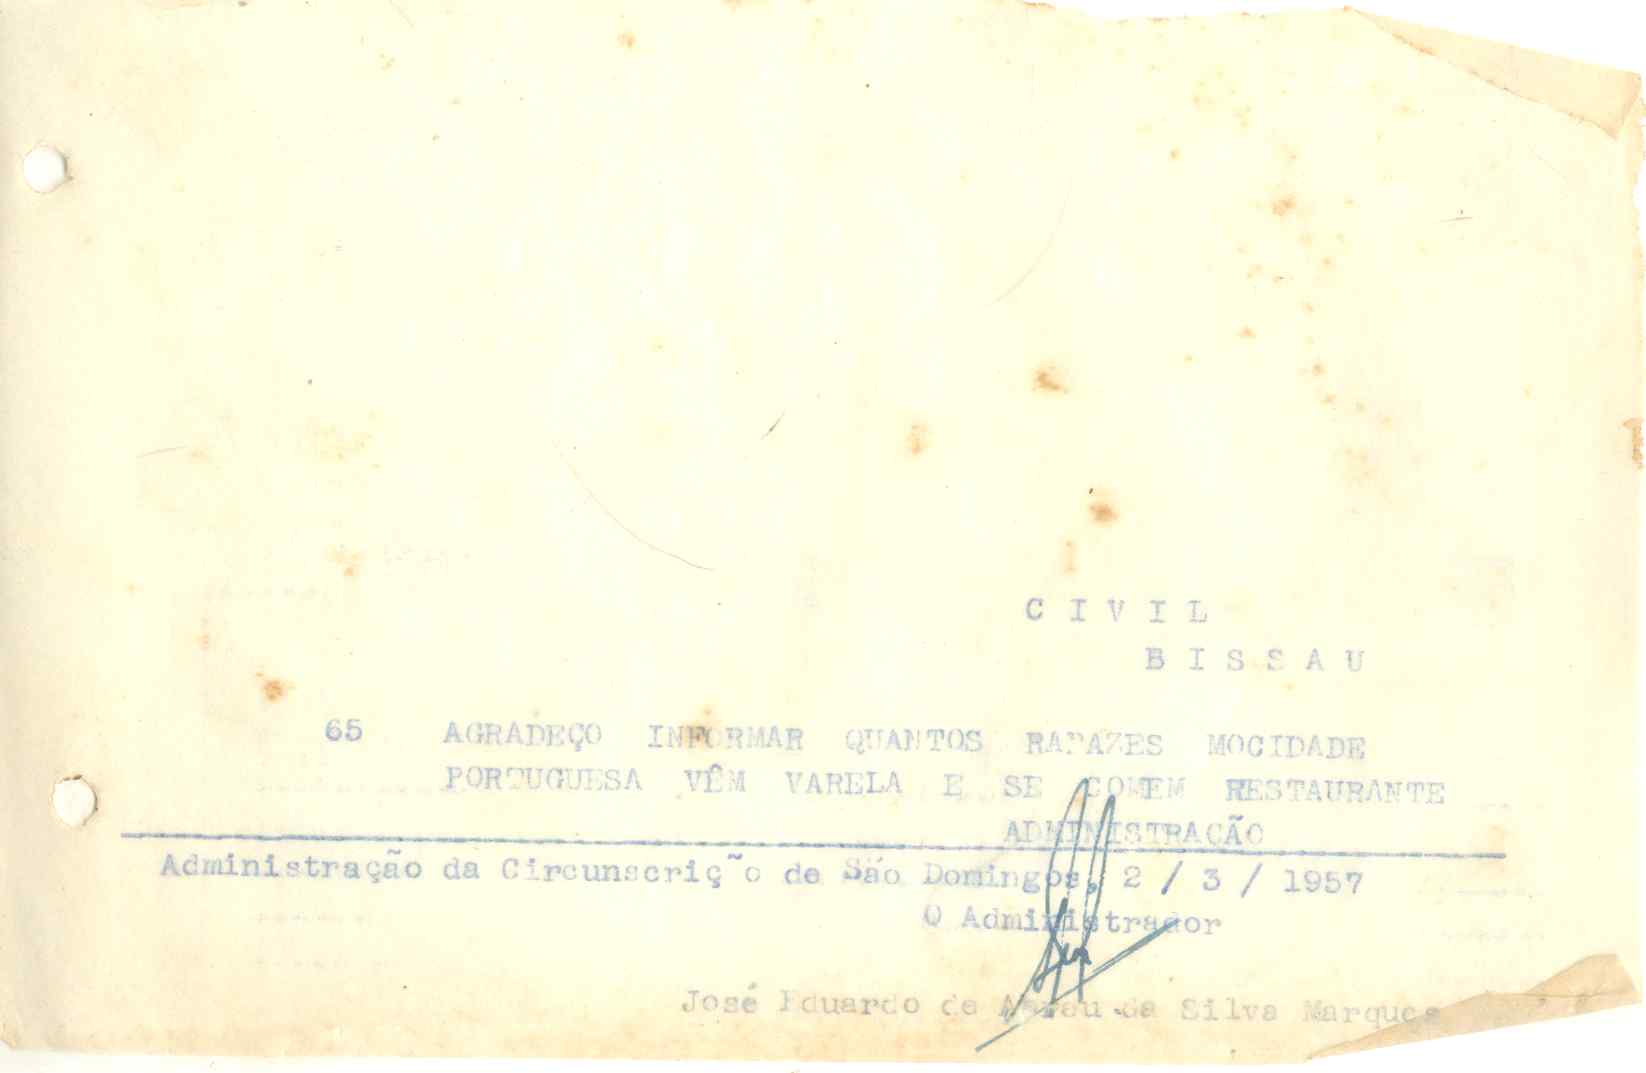 C I V I L
B I S S A U
65 AGRADEÇO INFORMAR QUANTOS RAPAZES MOCIDADE
PORTUGUESA VÊM VARELA E SE COMEM RESTAURANTE
ADMINISTRAÇÃO
Administração da Circunscriç~o de São Domingos, 2 / 3 / 1957
O Administrador
José Eduardo de Abreu da Silva Marques